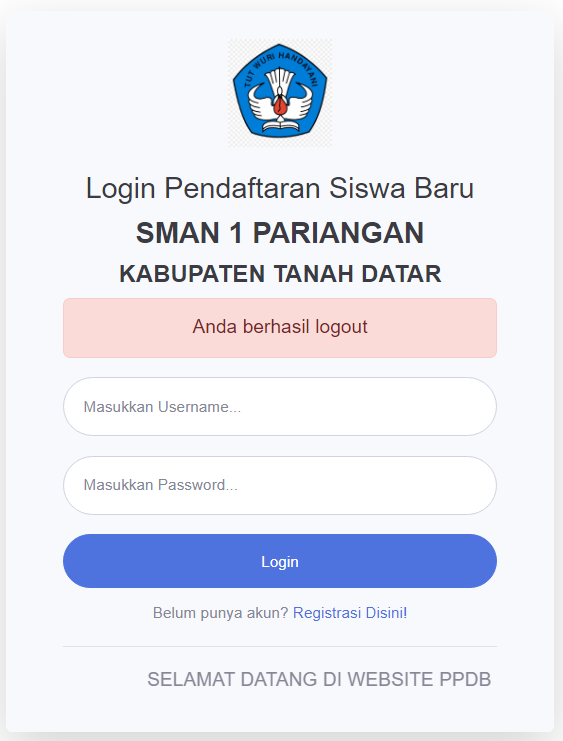 TUT WURI HANDAYANI
Login Pendaftaran Siswa Baru
SMAN 1 PARIANGAN
KABUPATEN TANAH DATAR
Anda berhasil logout
Masukkan Username...
Masukkan Password...
Login
Belum punya akun? Registrasi Disini!
SELAMAT DATANG DI WEBSITE PPDB